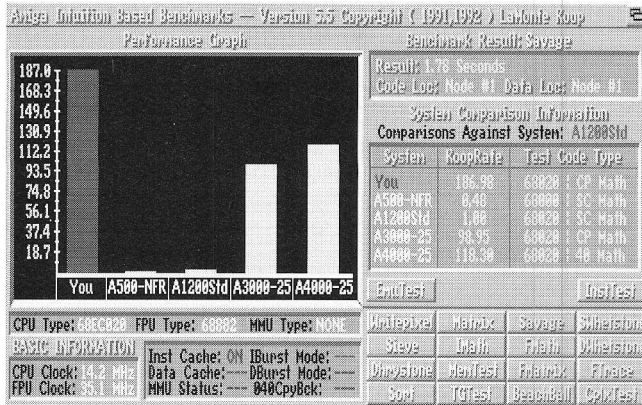 Amiga Intuition Based Benchmarks — Version 5.5 Copyright ( 1991,1992 ) LaMonte Koop
Performance Graph
187.0
168.3
149.6
130.9
112.2
93.5
74.8
56.1
37.4
18.7
You A500-NFR A1200Std A3000-25 A4000-25
CPU Type: 68EC020 FPU Type: 68882 MMU Type: NONE
BASIC INFORMATION
CPU Clock: 14.2 MHz
FPU Clock: 35.1 MHz
Inst Cache: ON IBurst Mode: ---
Data Cache: --- DBurst Mode: ---
MMU Status: --- 040CpyBck: ---
Benchmark Result: Savage
Result: 1.78 Seconds
Code Loc: Node #1 Data Loc: Node #1
System Comparison Information
Comparisons Against System: A1200Std
System KoopRate Test Code Type
You 186.98 68020 : CP Math
A500-NFR 0.48 68000 : SC Math
A1200Std 1.00 68020 : SC Math
A3000-25 98.95 68020 : CP Math
A4000-25 118.30 68020 : 40 Math
EmuTest InstTest
Writepixel Matrix Savage SWhetston
Sieve IMath FMath DWhetston
Dhrystone MemTest FMatrix FTrace
Sort TGTest BeachBall CplxTest